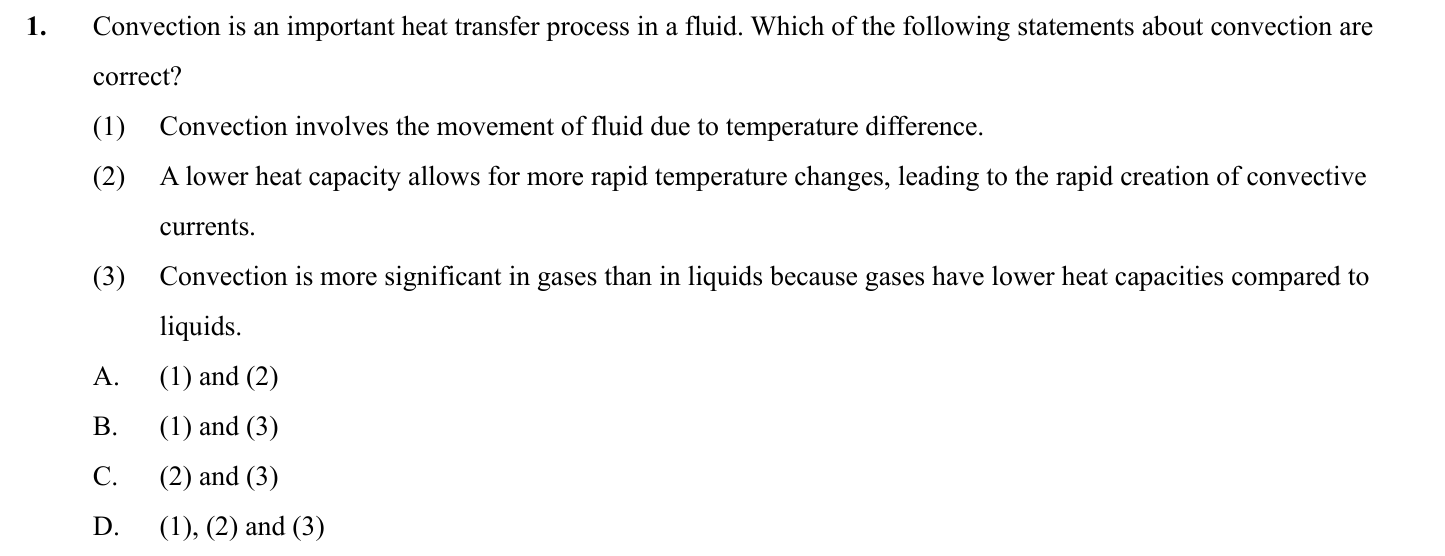 1. Convection is an important heat transfer process in a fluid. Which of the following statements about convection are
correct?
(1) Convection involves the movement of fluid due to temperature difference.
(2) A lower heat capacity allows for more rapid temperature changes, leading to the rapid creation of convective
currents.
(3) Convection is more significant in gases than in liquids because gases have lower heat capacities compared to
liquids.
A. (1) and (2)
B. (1) and (3)
C. (2) and (3)
D. (1), (2) and (3)